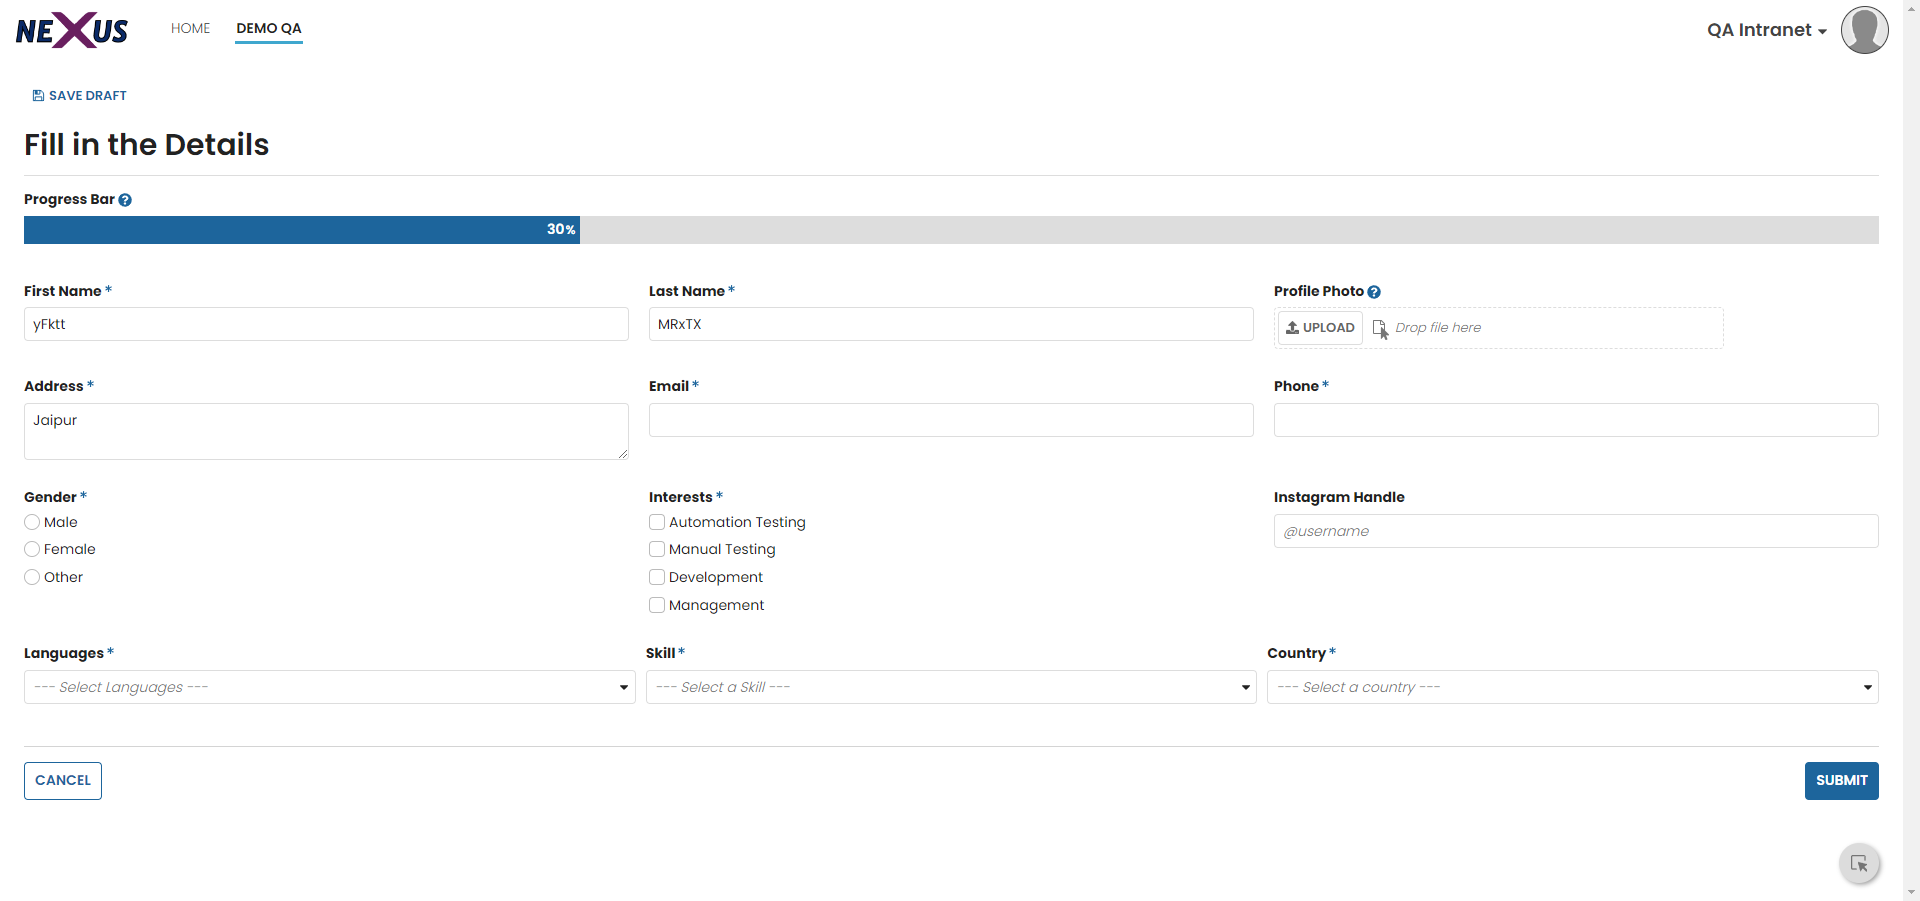 NEXUS HOME DEMO QA QA Intranet
SAVE DRAFT
Fill in the Details
Progress Bar
30%
First Name * Last Name * Profile Photo
yFktt MRxTX UPLOAD Drop file here
Address * Email * Phone *
Jaipur
Gender * Interests * Instagram Handle
Male Automation Testing @username
Female Manual Testing
Other Development
Management
Languages * Skill * Country *
--- Select Languages --- --- Select a Skill --- --- Select a country ---
CANCEL SUBMIT